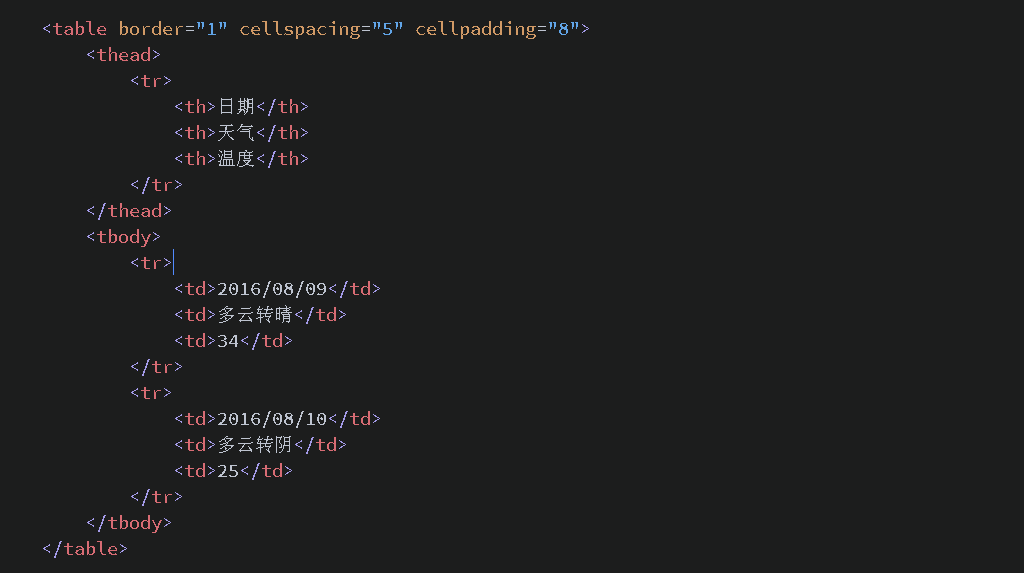 <table border="1" cellspacing="5" cellpadding="8">
<thead>
<tr>
<th>日期</th>
<th>天气</th>
<th>温度</th>
</tr>
</thead>
<tbody>
<tr>
<td>2016/08/09</td>
<td>多云转晴</td>
<td>34</td>
</tr>
<tr>
<td>2016/08/10</td>
<td>多云转阴</td>
<td>25</td>
</tr>
</tbody>
</table>